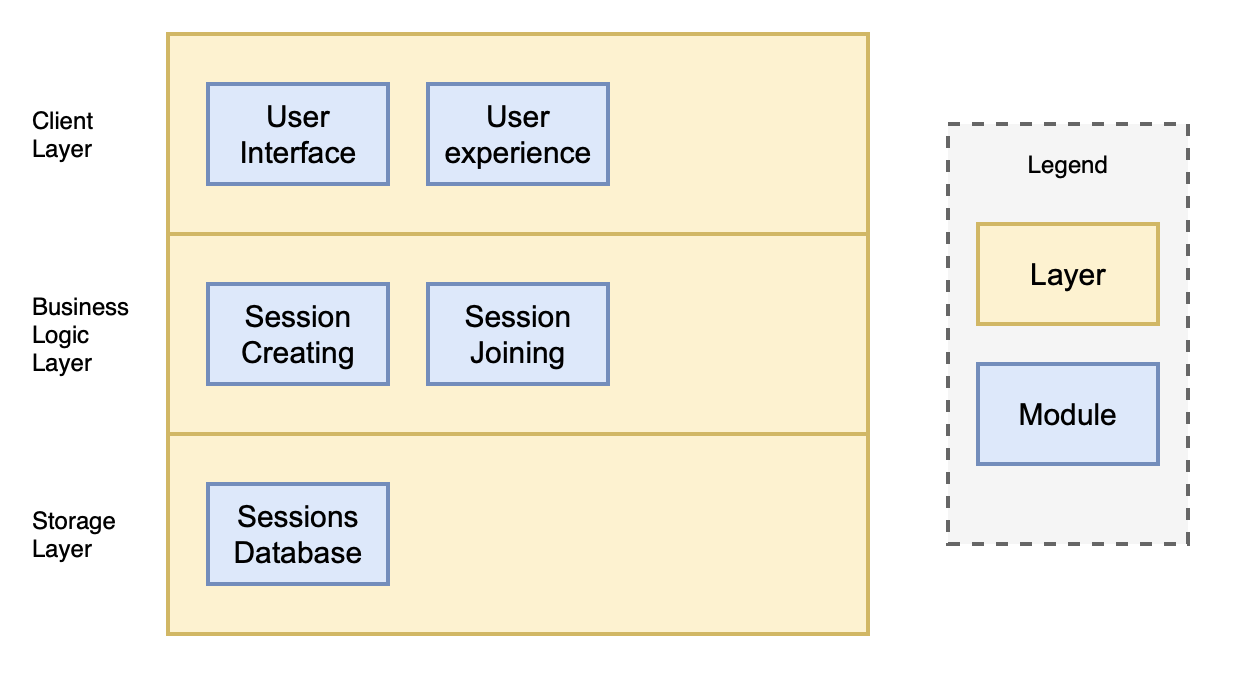 Client
Layer
User
Interface
User
experience
Business
Logic
Layer
Session
Creating
Session
Joining
Storage
Layer
Sessions
Database
Legend
Layer
Module